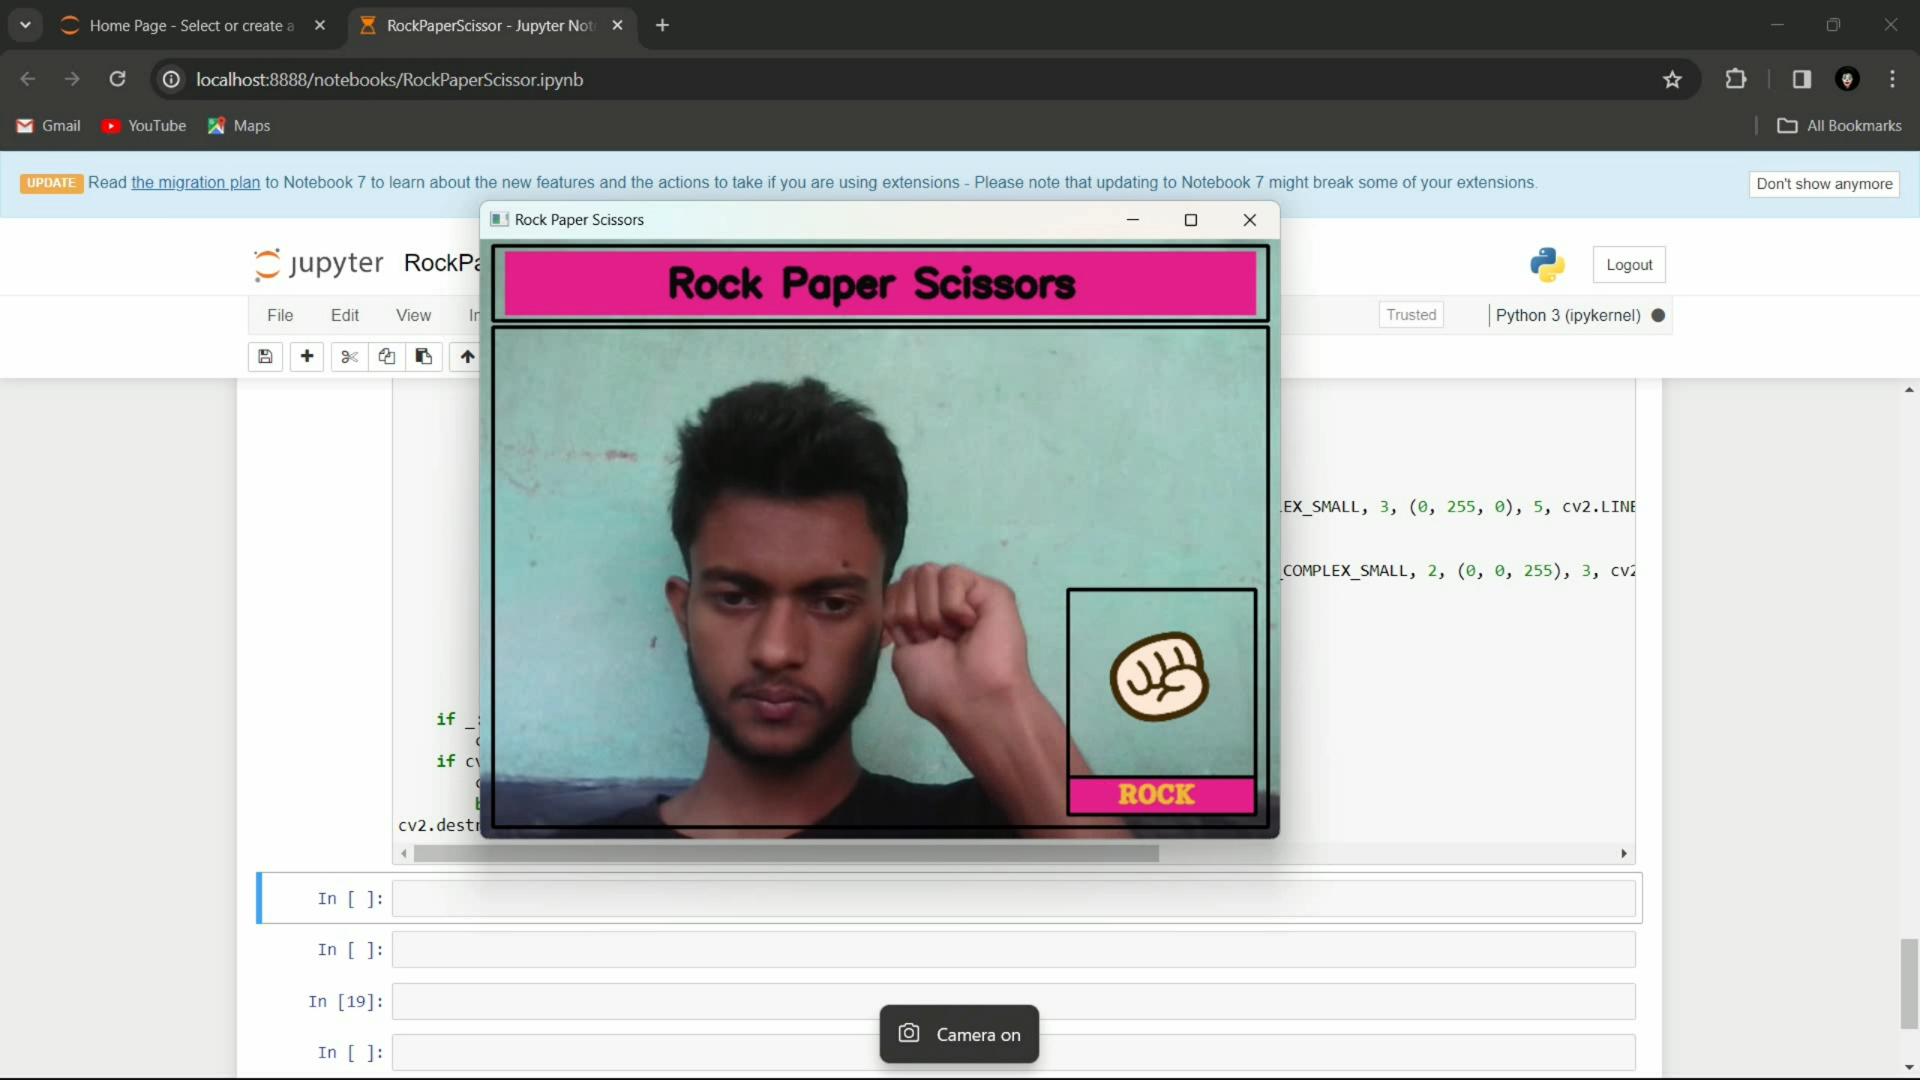 Home Page - Select or create a
RockPaperScissor - Jupyter Not
localhost:8888/notebooks/RockPaperScissor.ipynb
Gmail
YouTube
Maps
All Bookmarks
UPDATE Read the migration plan to Notebook 7 to learn about the new features and the actions to take if you are using extensions - Please note that updating to Notebook 7 might break some of your extensions.
Don't show anymore
Rock Paper Scissors
jupyter RockPa
Logout
Rock Paper Scissors
File Edit View In
Trusted
Python 3 (ipykernel)
EX_SMALL, 3, (0, 255, 0), 5, cv2.LINE
COMPLEX_SMALL, 2, (0, 0, 255), 3, cv2
if _:
c
if cv
c
b
ROCK
cv2.destr
In [ ]:
In [ ]:
In [19]:
Camera on
In [ ]: